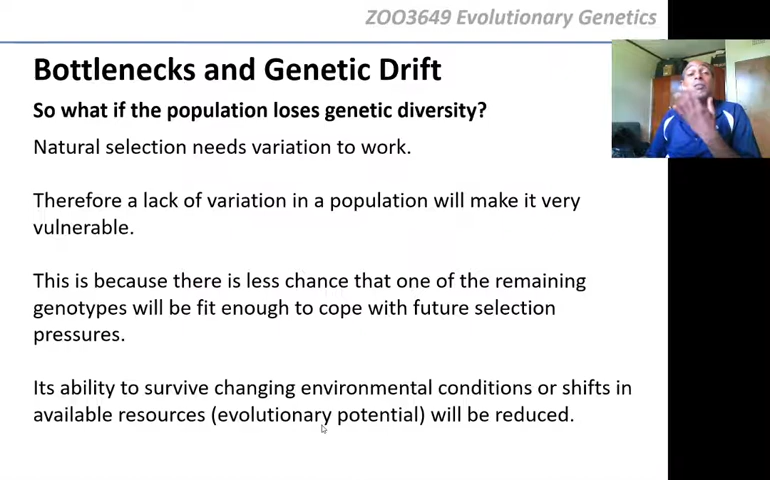 ZOO3649 Evolutionary Genetics
Bottlenecks and Genetic Drift
So what if the population loses genetic diversity?
Natural selection needs variation to work.
Therefore a lack of variation in a population will make it very
vulnerable.
This is because there is less chance that one of the remaining
genotypes will be fit enough to cope with future selection
pressures.
Its ability to survive changing environmental conditions or shifts in
available resources (evolutionary potential) will be reduced.